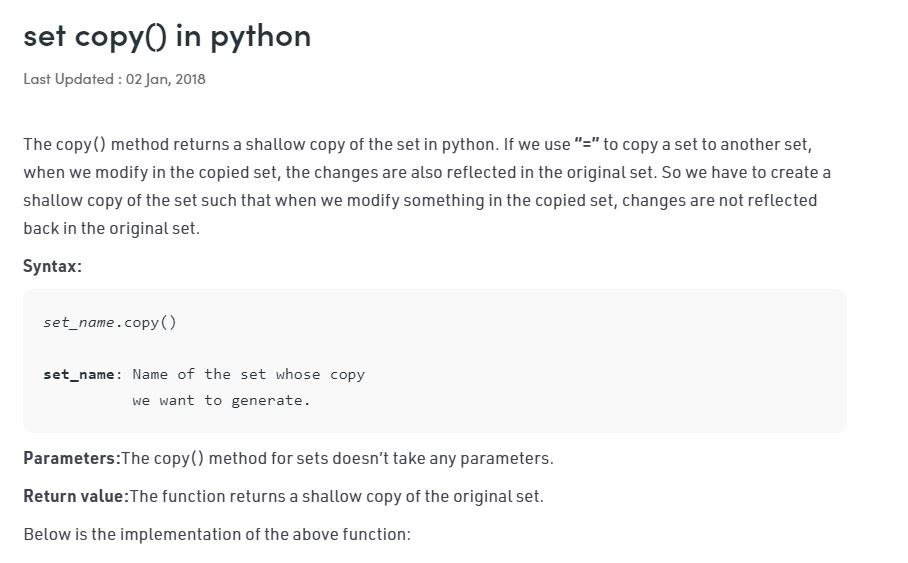 set copy() in python
Last Updated : 02 Jan, 2018
The copy() method returns a shallow copy of the set in python. If we use “=” to copy a set to another set,
when we modify in the copied set, the changes are also reflected in the original set. So we have to create a
shallow copy of the set such that when we modify something in the copied set, changes are not reflected
back in the original set.
Syntax:
set_name.copy()
set_name: Name of the set whose copy
we want to generate.
Parameters:The copy() method for sets doesn’t take any parameters.
Return value:The function returns a shallow copy of the original set.
Below is the implementation of the above function: